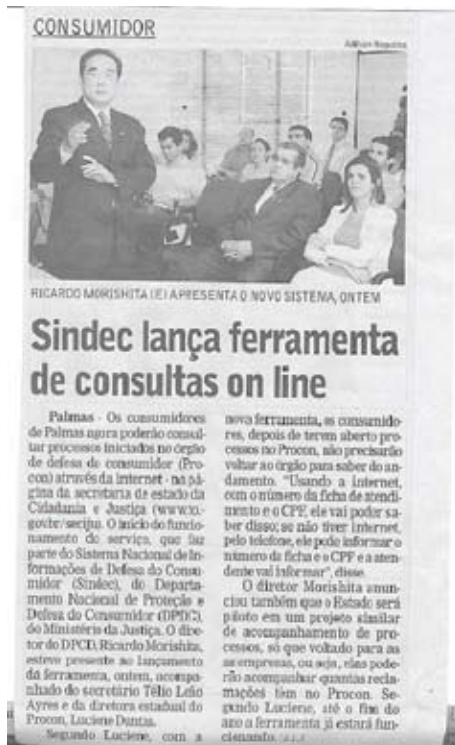 CONSUMIDOR
RICARDO MORISHITA (E) APRESENTA O NOVO SISTEMA, ONTEM
Sindec lança ferramenta
de consultas on line
Palmas - Os consumidores
de Palmas agora poderão consul-
tar processos iniciados no órgão
de defesa do consumidor (Pro-
con) através da internet - na pá-
gina da secretaria de estado da
Cidadania e Justiça
gov.br/secijus. O início do funcio-
namento do serviço, que faz
parte do Sistema Nacional de In-
formações de Defesa do Consu-
midor (Sindec), do Departa-
mento Nacional de Proteção e
Defesa do Consumidor (DPDC),
do Ministério da Justiça. O dire-
tor do DPCD, Ricardo Morishita,
esteve presente ao lançamento
da ferramenta, ontem, acompa-
nhado do secretário Télio Leão
Ayres e da diretora estadual do
Procon, Luciene Dantas.
Segundo Luciene, com a
nova ferramenta, os consumido-
res, depois de terem aberto pro-
cessos no Procon, não precisarão
voltar ao órgão para saber do an-
damento. "Usando a Internet,
com o número da ficha de atendi-
mento e o CPF, ele vai poder sa-
ber disso; se não tiver internet,
pelo telefone, ele pode informar o
número da ficha e o CPF e a aten-
dente vai informar", disse.
O diretor Morishita anun-
ciou também que o Estado será
piloto em um projeto similar
de acompanhamento de pro-
cessos, só que voltado para as
as empresas, ou seja, elas pode-
rão acompanhar quantas recla-
mações têm no Procon. Se-
gundo Luciene, até o fim do
ano a ferramenta já estará fun-
cionando.